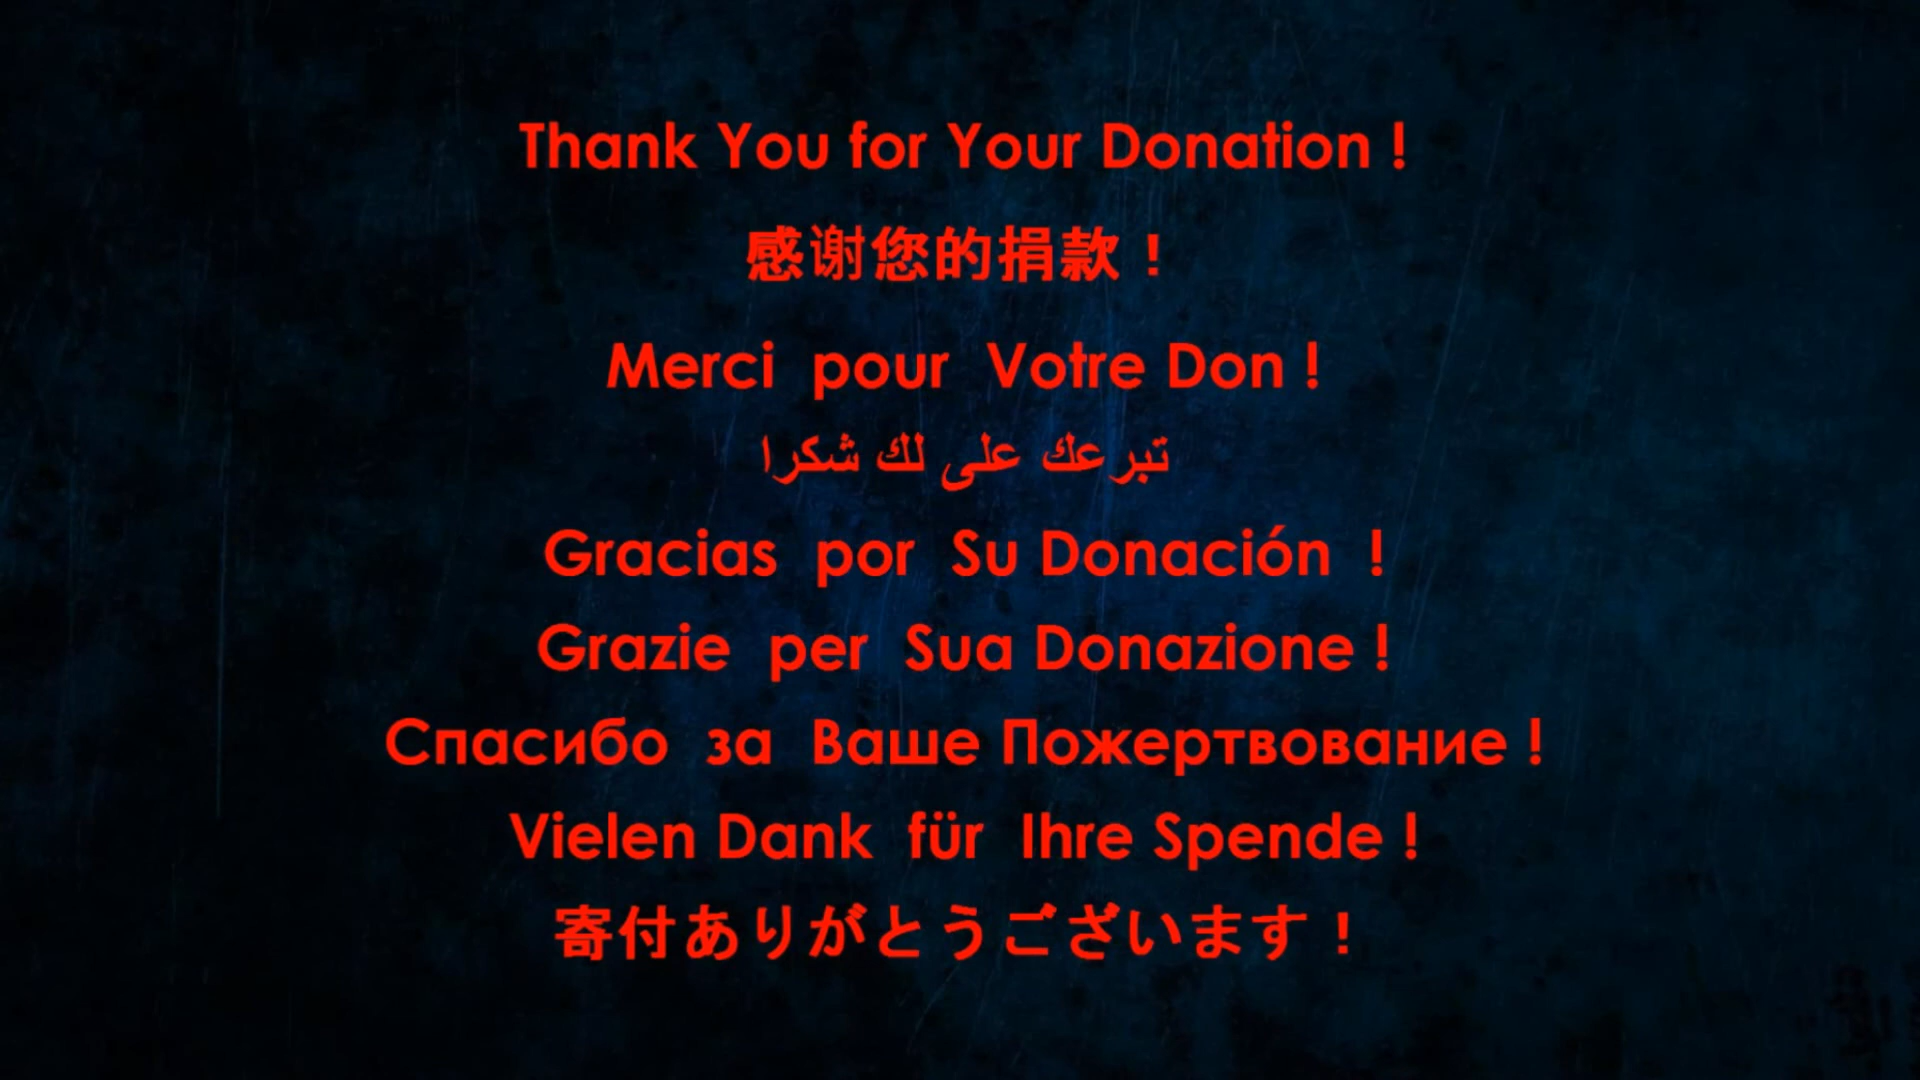 Thank You for Your Donation !
感谢您的捐款！
Merci pour Votre Don !
تبرعك على لك شكرا
Gracias por Su Donación !
Grazie per Sua Donazione !
Спасибо за Ваше Пожертвование !
Vielen Dank für Ihre Spende !
寄付ありがとうございます！